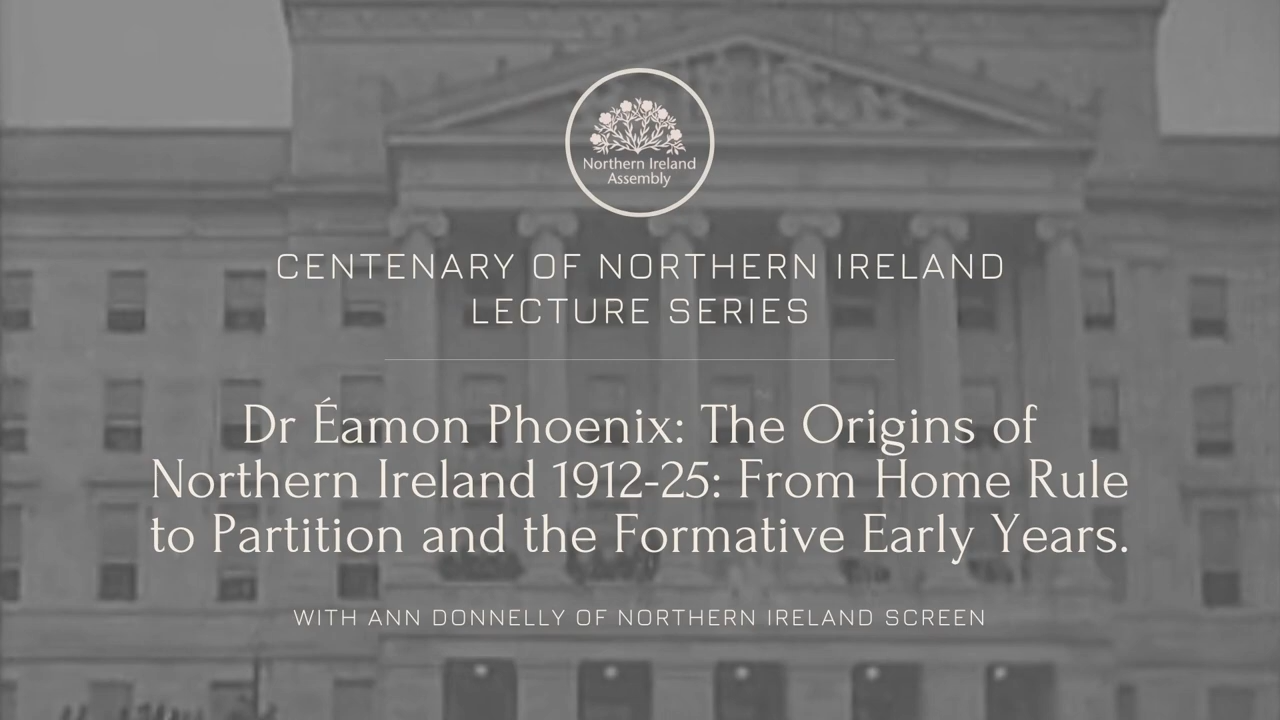 Northern Ireland
Assembly
CENTENARY OF NORTHERN IRELAND
LECTURE SERIES
Dr Éamon Phoenix: The Origins of
Northern Ireland 1912-25: From Home Rule
to Partition and the Formative Early Years.
WITH ANN DONNELLY OF NORTHERN IRELAND SCREEN